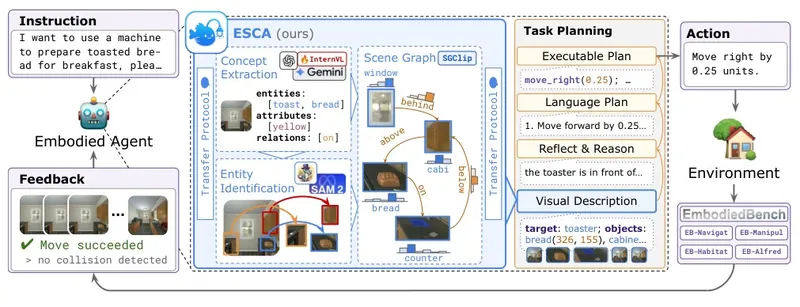 Instruction
I want to use a machine
to prepare toasted bre-
ad for breakfast, plea…
Embodied Agent
Feedback
...
✔ Move succeeded
> no collision detected
ESCA (ours)
Transfer Protocol
Concept
Extraction
InternVL
Gemini
entities:
[toast, bread]
attributes:
[yellow]
relations: [on]
Entity
Identification
SAM 2
Scene Graph
SGClip
window
behind
above
cabi
on
below
bread
counter
Transfer Protocol
Task Planning
Executable Plan
move_right(0.25); …
Language Plan
1. Move forward by 0.25…
Reflect & Reason
the toaster is in front of…
Visual Description
target: toaster; objects:
bread(326, 155), cabine…
Action
Move right by
0.25 units.
Environment
EmbodiedBench
EB-Navigat
EB-Manipul
EB-Habitat
EB-Alfred